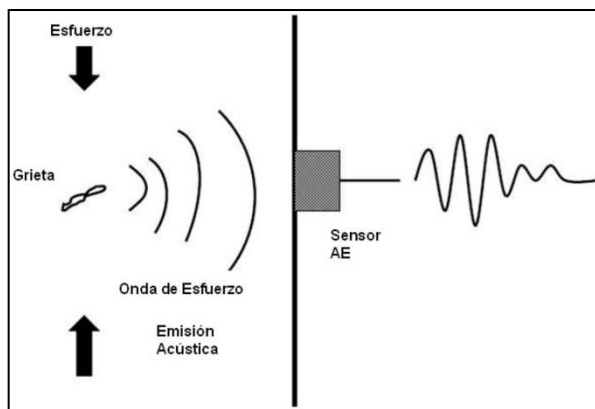 Esfuerzo
Grieta
Sensor
AE
Onda de Esfuerzo
Emisión
Acústica